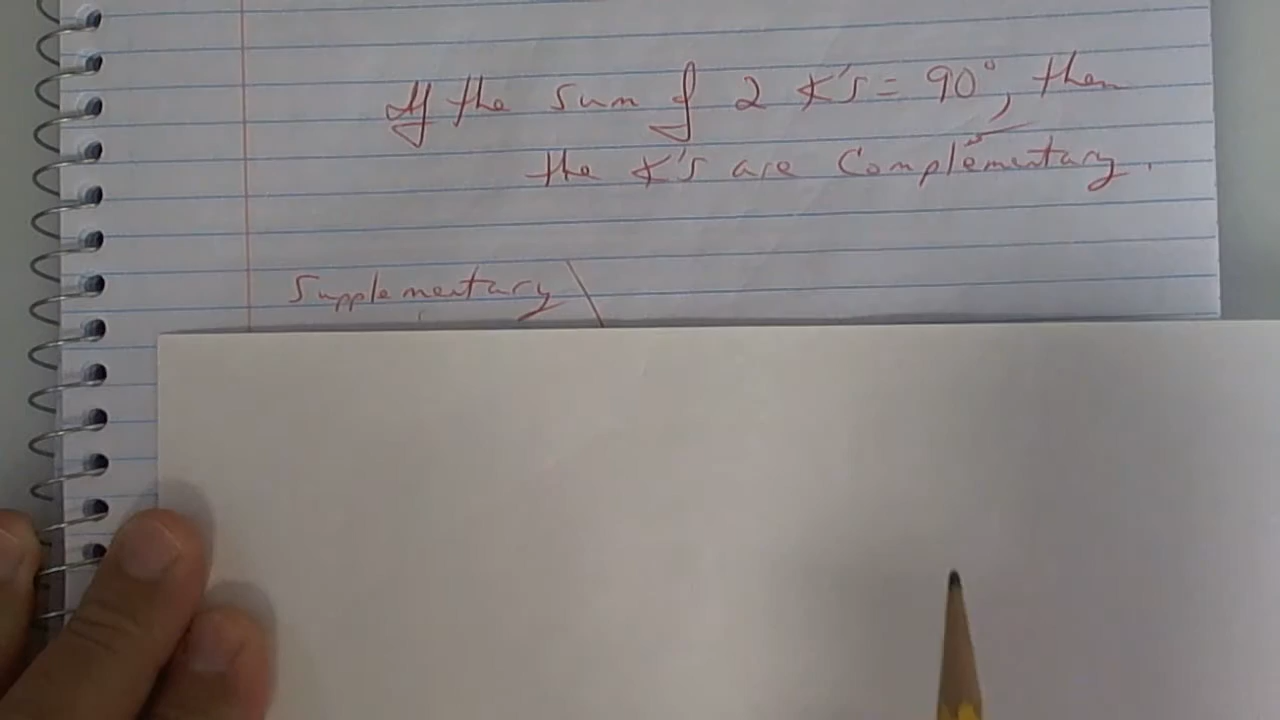 If the sum of 2 ∠'s = 90°, then
the ∠'s are Complementary.
Supplementary